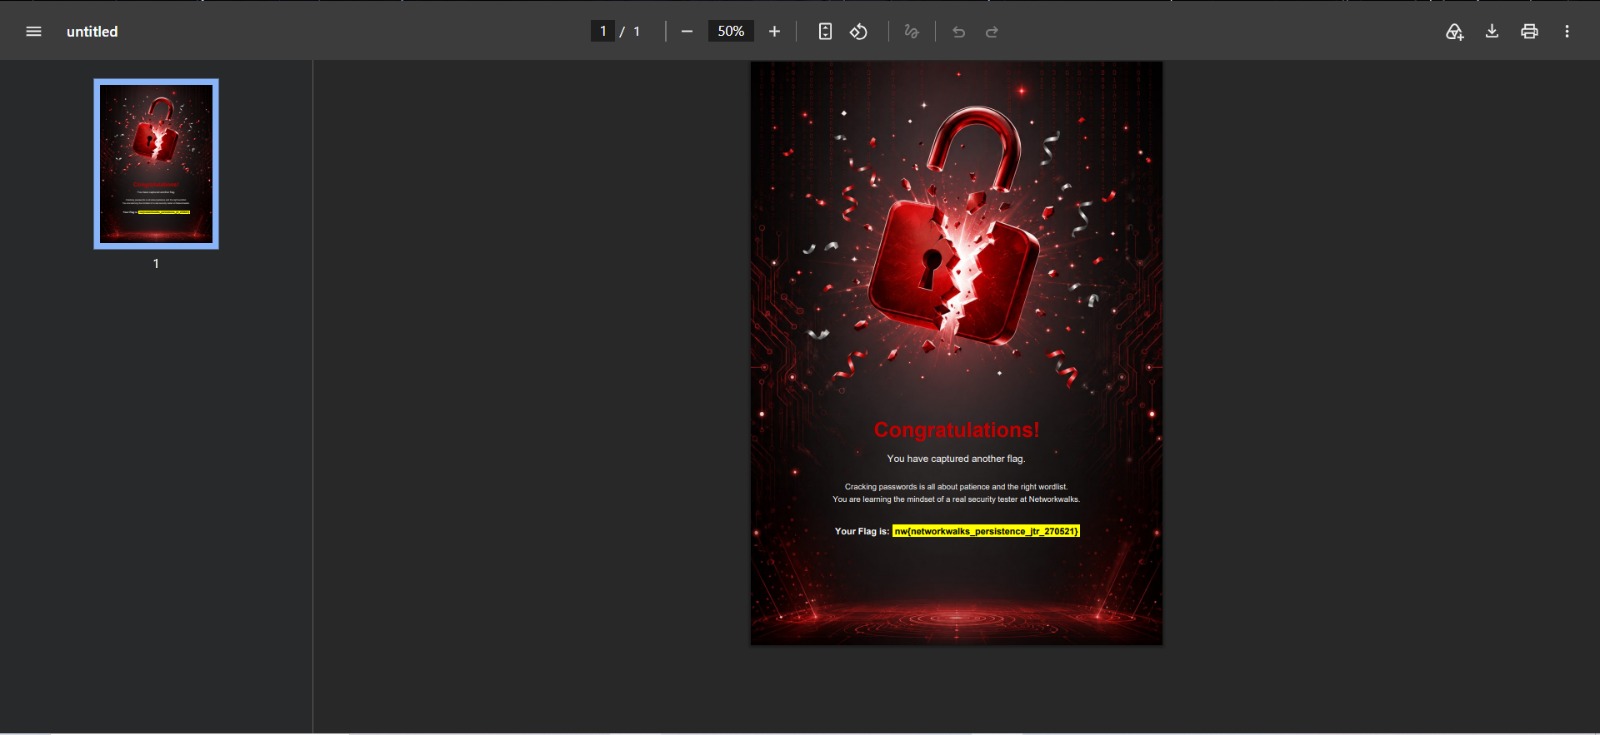 untitled
1 / 1
50%
1
Congratulations!
You have captured another flag.
Cracking passwords is all about patience and the right wordlist.
You are learning the mindset of a real security tester at Networkwalks.
Your Flag is: nw{networkwalks_persistence_jtr_270521}